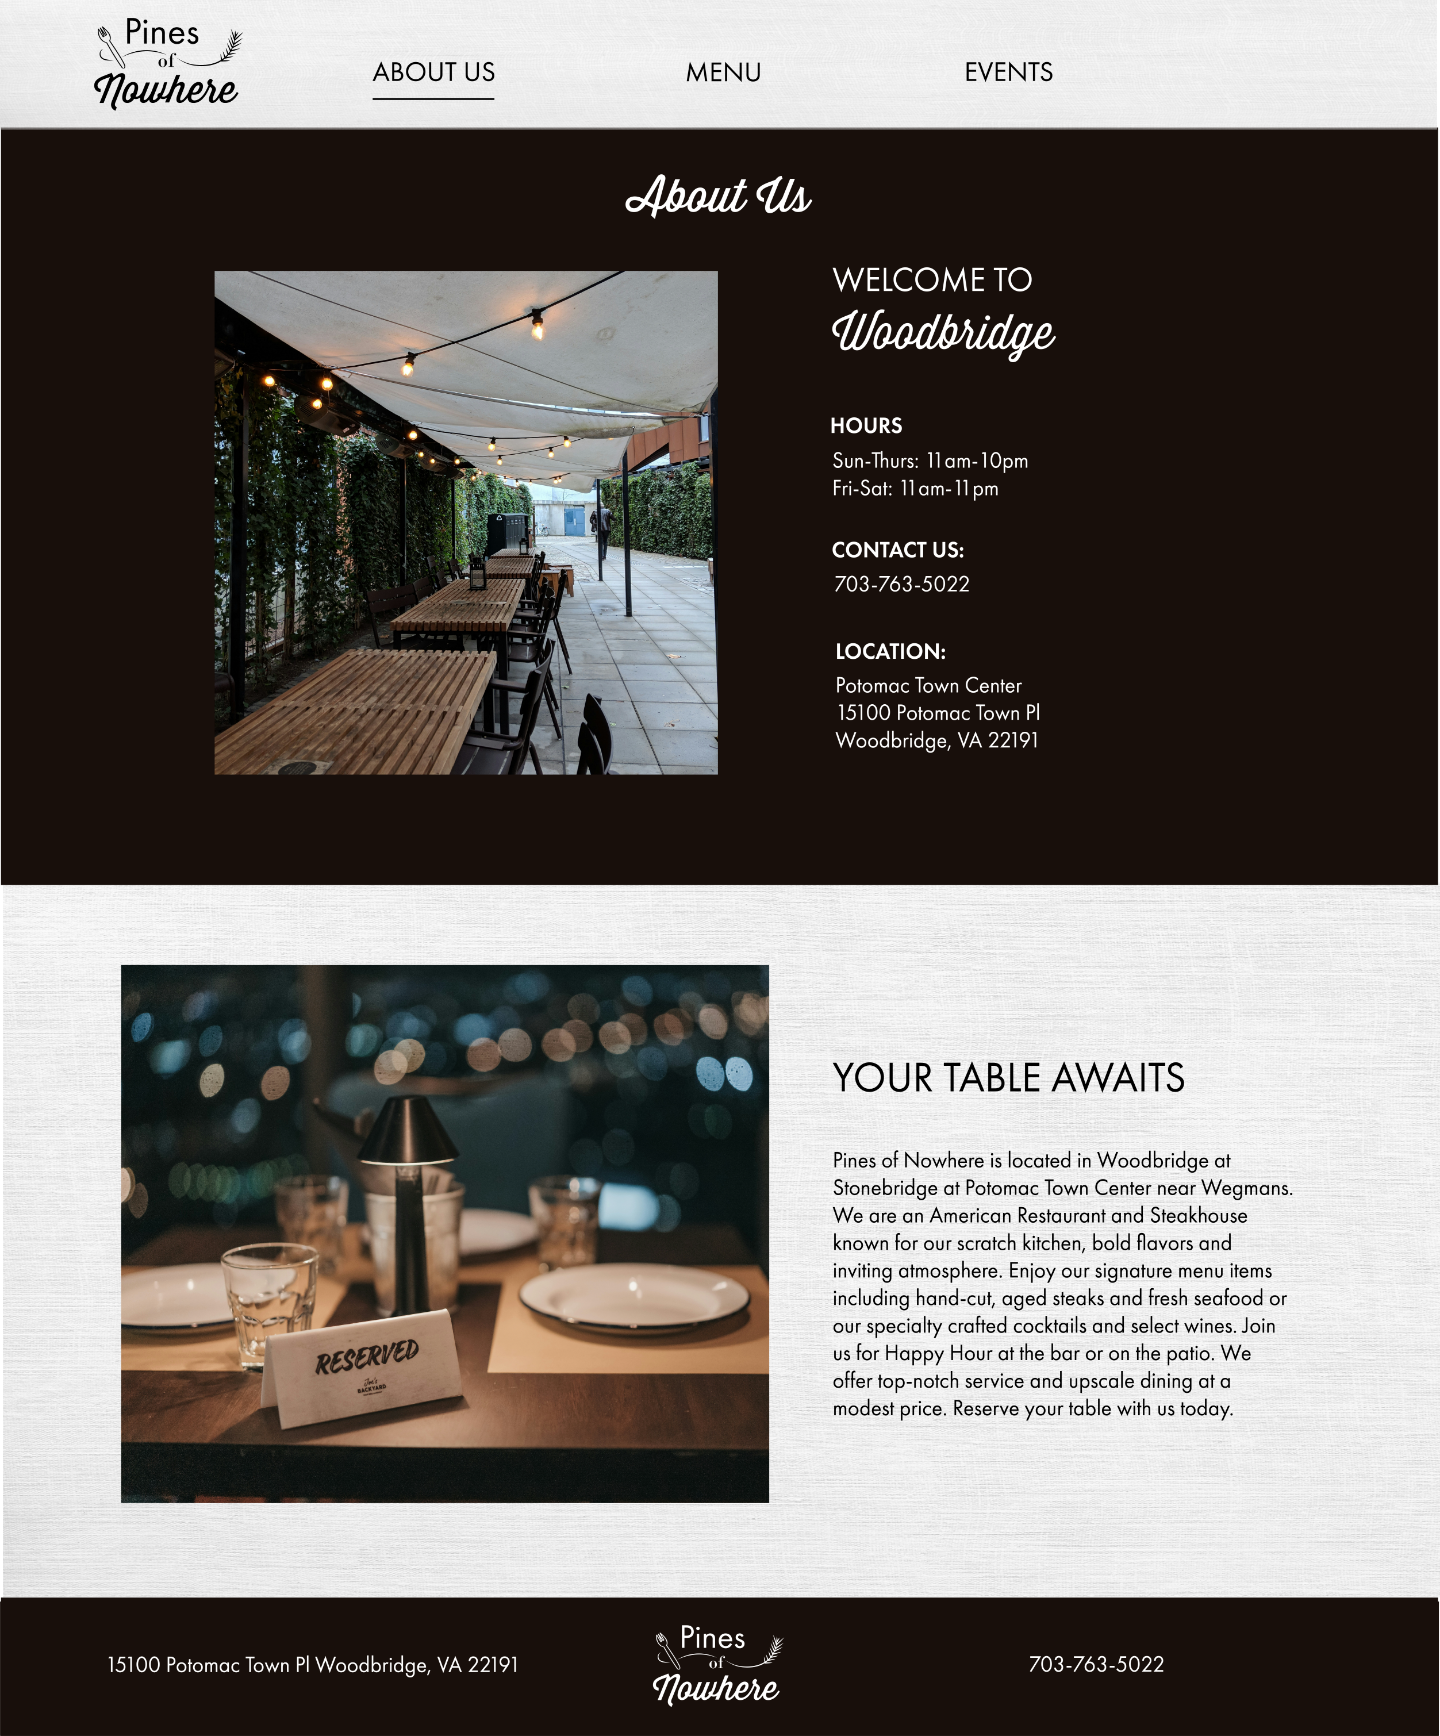 Pines
of
Nowhere
ABOUT US
MENU
EVENTS
About Us
WELCOME TO
Woodbridge
HOURS
Sun-Thurs: 11am-10pm
Fri-Sat: 11am-11pm
CONTACT US:
703-763-5022
LOCATION:
Potomac Town Center
15100 Potomac Town Pl
Woodbridge, VA 22191
RESERVED
Joe's
BACKYARD
YOUR TABLE AWAITS
Pines of Nowhere is located in Woodbridge at
Stonebridge at Potomac Town Center near Wegmans.
We are an American Restaurant and Steakhouse
known for our scratch kitchen, bold flavors and
inviting atmosphere. Enjoy our signature menu items
including hand-cut, aged steaks and fresh seafood or
our specialty crafted cocktails and select wines. Join
us for Happy Hour at the bar or on the patio. We
offer top-notch service and upscale dining at a
modest price. Reserve your table with us today.
15100 Potomac Town Pl Woodbridge, VA 22191
Pines
of
Nowhere
703-763-5022